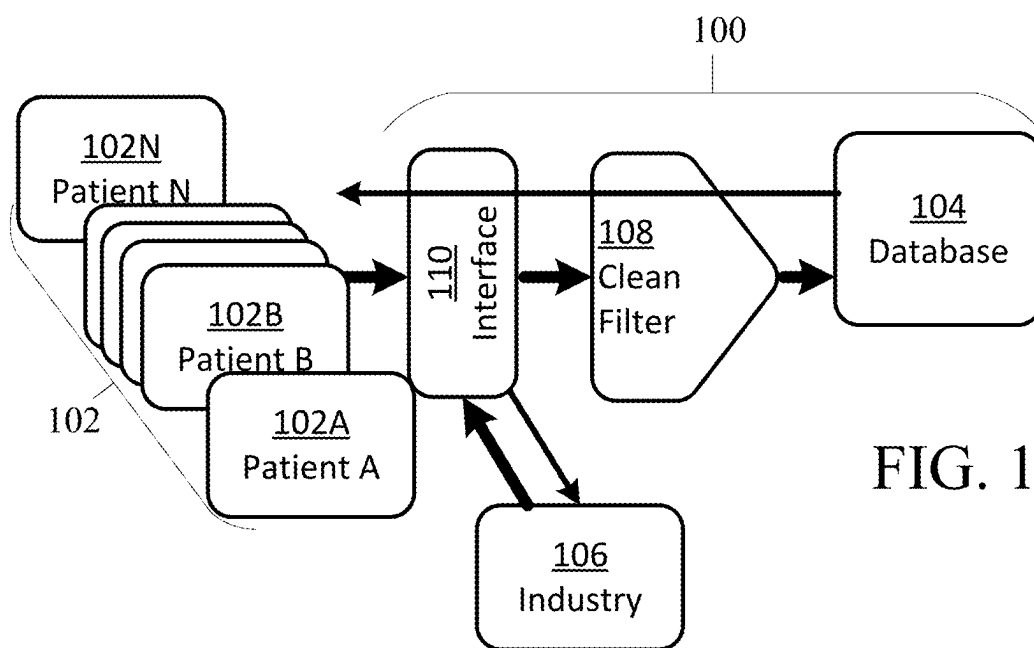 100
102N
Patient N
102B
Patient B
102A
Patient A
102
110
Interface
108
Clean
Filter
104
Database
106
Industry
FIG. 1